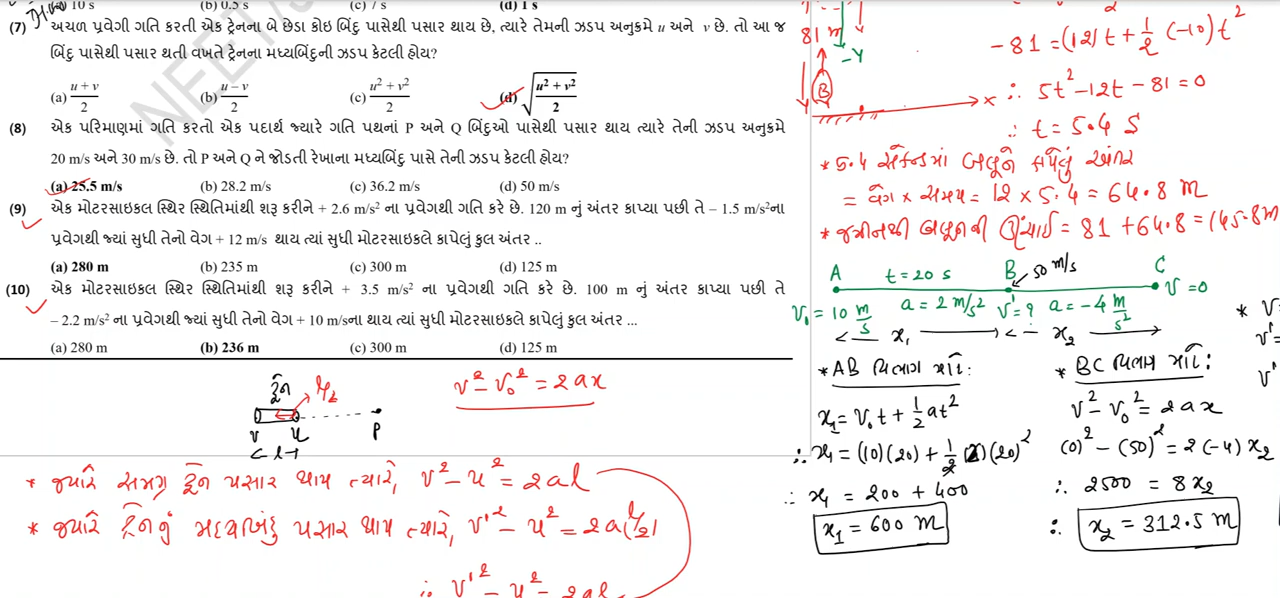 (b) 0.5 s
(d) 1 s
(7) અચળ પ્રવેગી ગતિ કરતી એક ટ્રેનના બે છેડા કોઇ બિંદુ પાસેથી પસાર થાય છે, ત્યારે તેમની ઝડપ અનુક્રમે u અને v છે. તો આ જ
બિંદુ પાસેથી પસાર થતી વખતે ટ્રેનના મધ્યબિંદુની ઝડપ કેટલી હોય?
(a) (u + v)/2 (b) (u – v)/2 (c) (u² + v²)/2 (d) √((u² + v²)/2)
(8) એક પરિમાણમાં ગતિ કરતો એક પદાર્થ જ્યારે ગતિ પથનાં P અને Q બિંદુઓ પાસેથી પસાર થાય ત્યારે તેની ઝડપ અનુક્રમે
20 m/s અને 30 m/s છે. તો P અને Q ને જોડતી રેખાના મધ્યબિંદુ પાસે તેની ઝડપ કેટલી હોય?
(a) 25.5 m/s (b) 28.2 m/s (c) 36.2 m/s (d) 50 m/s
(9) એક મોટરસાઇકલ સ્થિર સ્થિતિમાંથી શરૂ કરીને + 2.6 m/s² ના પ્રવેગથી ગતિ કરે છે. 120 m નું અંતર કાપ્યા પછી તે – 1.5 m/s²ના
પ્રવેગથી જ્યાં સુધી તેનો વેગ + 12 m/s થાય ત્યાં સુધી મોટરસાઇકલે કાપેલું કુલ અંતર ..
(a) 280 m (b) 235 m (c) 300 m (d) 125 m
(10) એક મોટરસાઇકલ સ્થિર સ્થિતિમાંથી શરૂ કરીને + 3.5 m/s² ના પ્રવેગથી ગતિ કરે છે. 100 m નું અંતર કાપ્યા પછી તે
– 2.2 m/s² ના પ્રવેગથી જ્યાં સુધી તેનો વેગ + 10 m/sના થાય ત્યાં સુધી મોટરસાઇકલે કાપેલું કુલ અંતર ...
(a) 280 m (b) 236 m (c) 300 m (d) 125 m
ટ્રેન
v u P
v² – v₀² = 2ax
* જ્યારે સમગ્ર ટ્રેન પસાર થાય ત્યારે, v² – u² = 2al
* જ્યારે ટ્રેનનું મધ્યબિંદુ પસાર થાય ત્યારે, v'² – u² = 2a(l/2)
∴ v'² – u² = 2al
81 m
–Y
B
x
–81 = (12)t + 1/2 (–10)t²
∴ 5t² – 12t – 81 = 0
∴ t = 5.4 S
* 5.4 સેકન્ડમાં બલૂને કાપેલું અંતર
= વેગ × સમય = 12 × 5.4 = 64.8 m
* જમીનથી બલૂનની ઊંચાઈ = 81 + 64.8 = 145.8 m
A t = 20 s B 50 m/s C
V₀ = 10 m/s a = 2 m/s² v' = ? a = –4 m/s² v = 0
x₁ x₂
* AB વિભાગ માટે:
x₁ = v₀t + 1/2 at²
∴ x₁ = (10)(20) + 1/2 (2)(20)²
∴ x₁ = 200 + 400
x₁ = 600 m
* BC વિભાગ માટે:
v² – v₀² = 2ax
(0)² – (50)² = 2(–4) x₂
∴ 2500 = 8x₂
∴ x₂ = 312.5 m